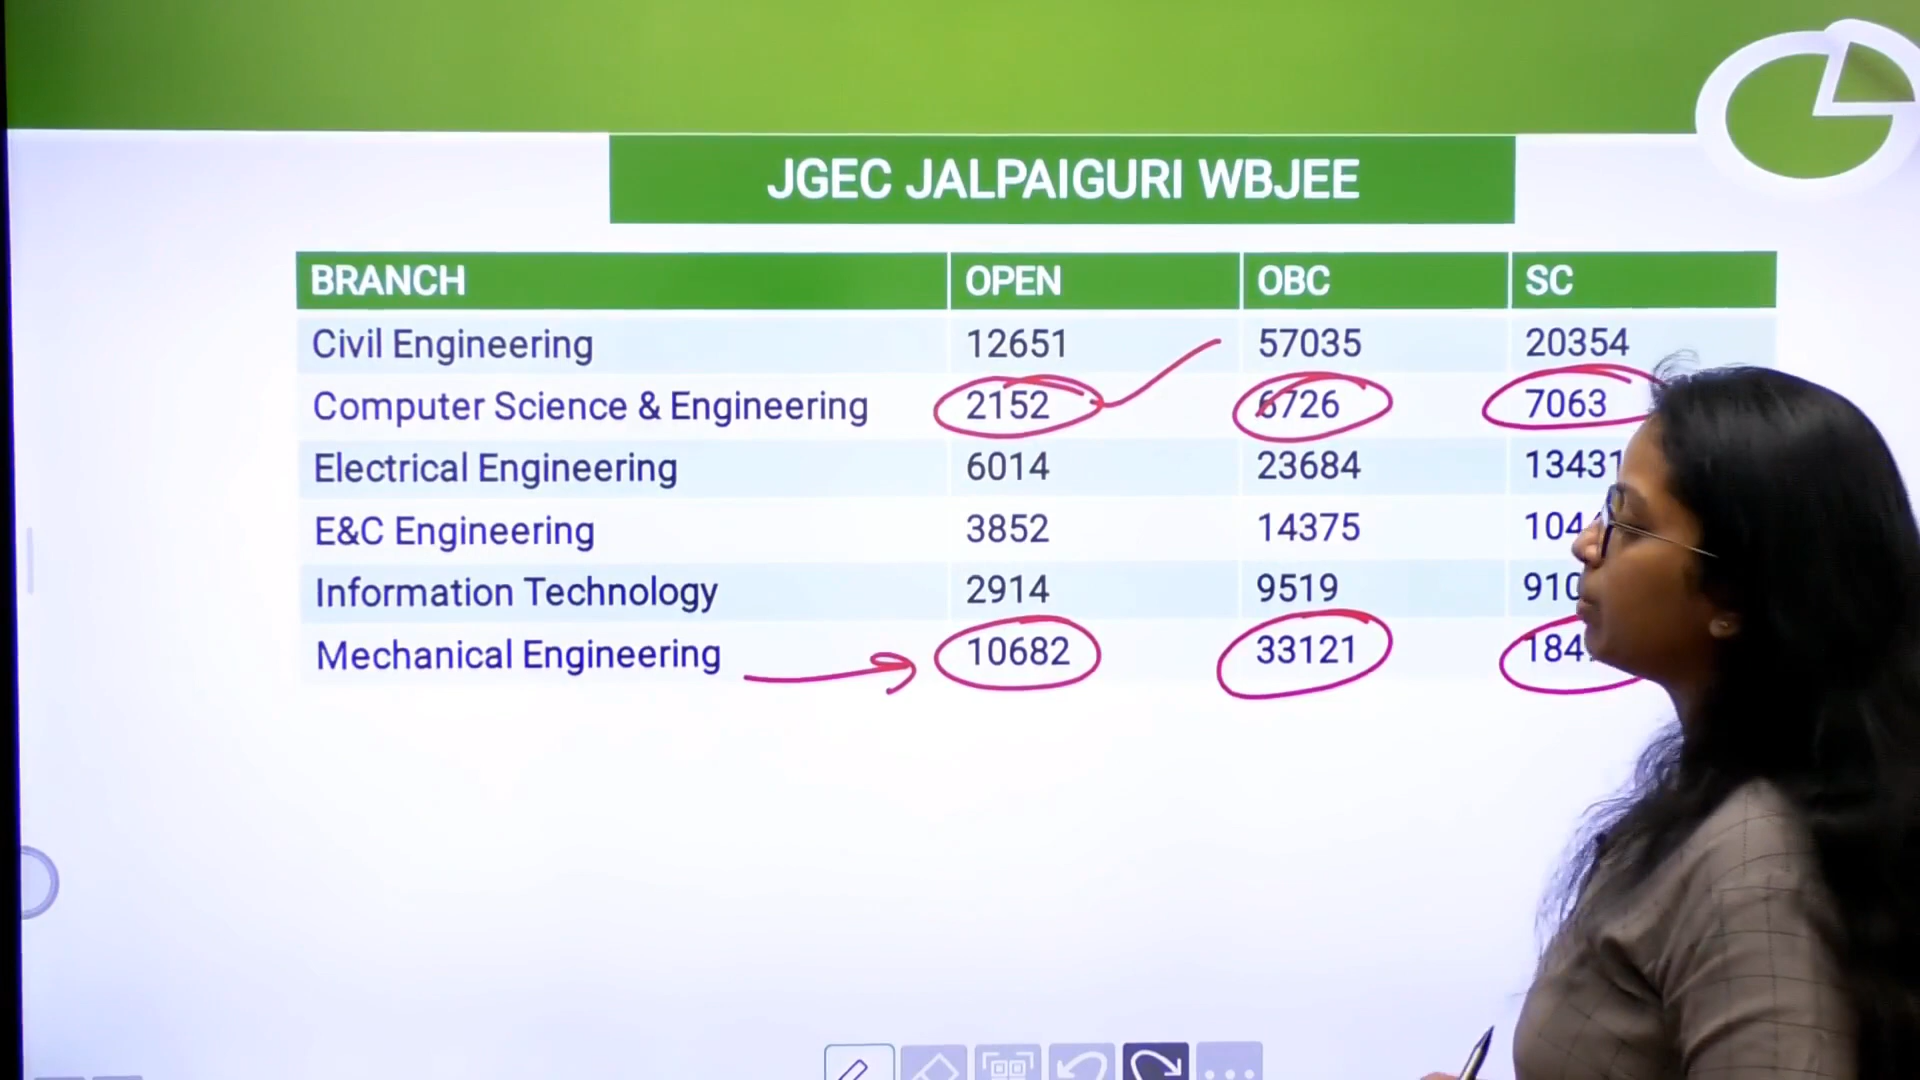 JGEC JALPAIGURI WBJEE
BRANCH OPEN OBC SC
Civil Engineering 12651 57035 20354
Computer Science & Engineering 2152 6726 7063
Electrical Engineering 6014 23684 13431
E&C Engineering 3852 14375
Information Technology 2914 9519
Mechanical Engineering 10682 33121